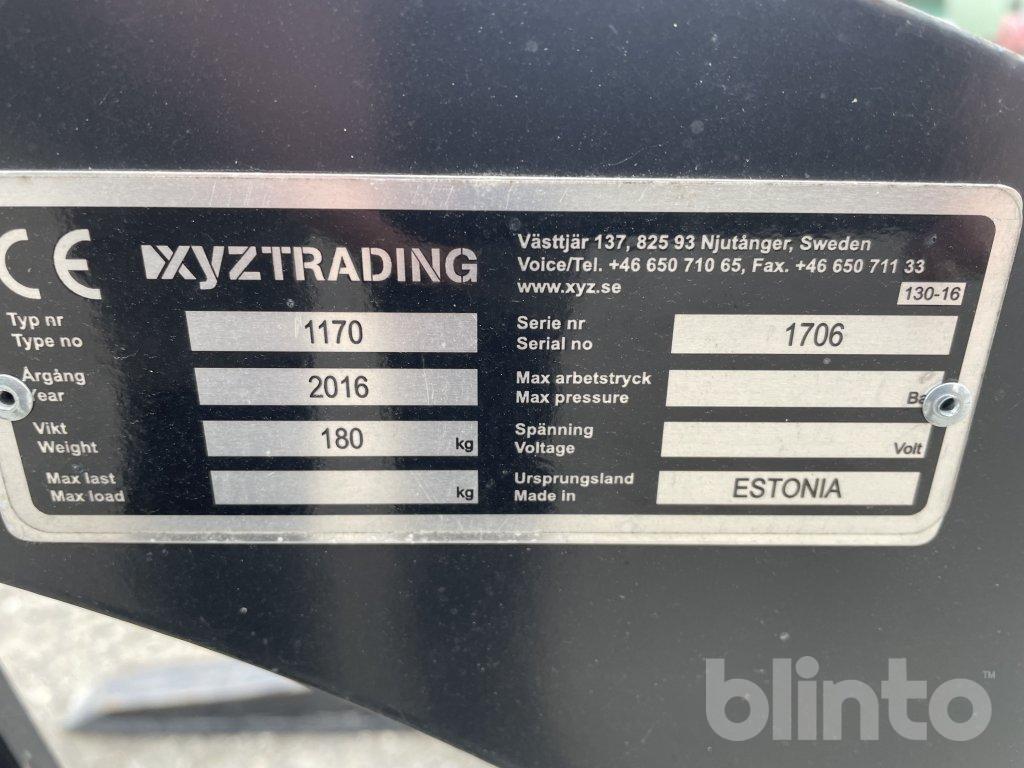 CE XYZTRADING
Västtjär 137, 825 93 Njutånger, Sweden
Voice/Tel. +46 650 710 65, Fax. +46 650 711 33
www.xyz.se
130-16
Typ nr
Type no
1170
Serie nr
Serial no
1706
Årgång
Year
2016
Max arbetstryck
Max pressure
Ba
Vikt
Weight
180 kg
Spänning
Voltage
Volt
Max last
Max load
kg
Ursprungsland
Made in
ESTONIA
blinto™